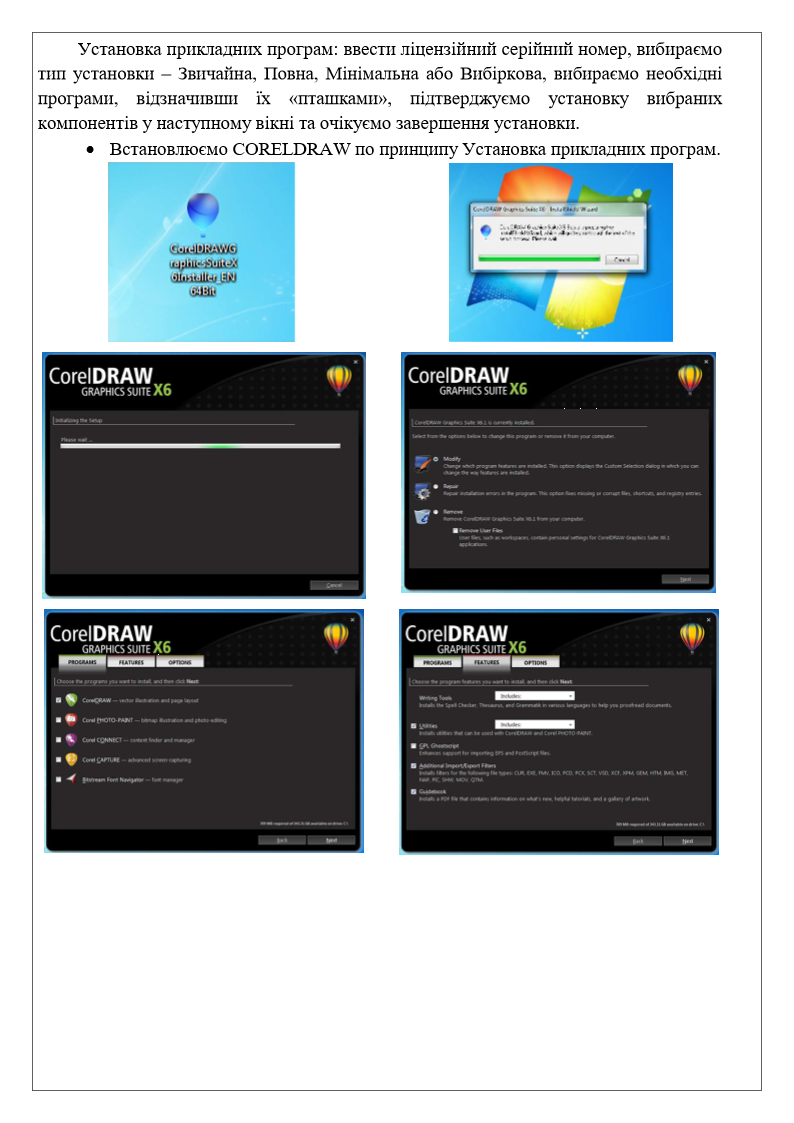 Установка прикладних програм: ввести ліцензійний серійний номер, вибираємо
тип установки – Звичайна, Повна, Мінімальна або Вибіркова, вибираємо необхідні
програми, відзначивши їх «пташками», підтверджуємо установку вибраних
компонентів у наступному вікні та очікуємо завершення установки.
• Встановлюємо CORELDRAW по принципу Установка прикладних програм.
CorelDRAWG
raphicsSuiteX
6Installer_EN
64Bit
CorelDRAW Graphics Suite X6 - InstallShield Wizard
Cancel
CorelDRAW
GRAPHICS SUITE X6
Initializing the Setup
Please wait ...
Cancel
CorelDRAW
GRAPHICS SUITE X6
CorelDRAW Graphics Suite X6.1 is currently installed.
Select from the options below to change this program or remove it from your computer.
Modify
Change which program features are installed. This option displays the Custom Selection dialog in which you can
change the way features are installed.
Repair
Repair installation errors in the program. This option fixes missing or corrupt files, shortcuts, and registry entries.
Remove
Remove CorelDRAW Graphics Suite X6.1 from your computer.
Remove User Files
User files, such as workspaces, contain personal settings for CorelDRAW Graphics Suite X6.1
applications.
Next
CorelDRAW
GRAPHICS SUITE X6
PROGRAMS FEATURES OPTIONS
Choose the programs you want to install, and then click Next.
CorelDRAW — vector illustration and page layout
Corel PHOTO-PAINT — bitmap illustration and photo-editing
Corel CONNECT — content finder and manager
Corel CAPTURE — advanced screen-capturing
Bitstream Font Navigator — font manager
Back Next
CorelDRAW
GRAPHICS SUITE X6
PROGRAMS FEATURES OPTIONS
Choose the program features you want to install, and then click Next.
Writing Tools Includes:
Installs the Spell Checker, Thesaurus, and Grammatik in various languages to help you proofread documents.
Utilities Includes:
Installs utilities that can be used with CorelDRAW and Corel PHOTO-PAINT.
GPL Ghostscript
Enhances support for importing EPS and PostScript files.
Additional Import/Export Filters
Installs filters for the following file types: CUR, EXE, FMV, ICO, PCD, PCX, SCT, VSD, XCF, XPM, GEM, HTM, IMS, MET,
NAP, PIC, SHW, MOV, QTM.
Guidebook
Installs a PDF file that contains information on what's new, helpful tutorials, and a gallery of artwork.
Back Next